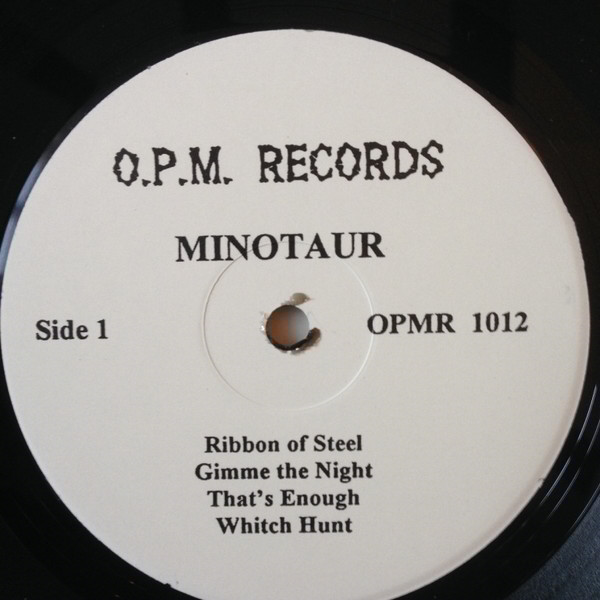 O.P.M. RECORDS
MINOTAUR
Side 1
OPMR 1012
Ribbon of Steel
Gimme the Night
That's Enough
Whitch Hunt